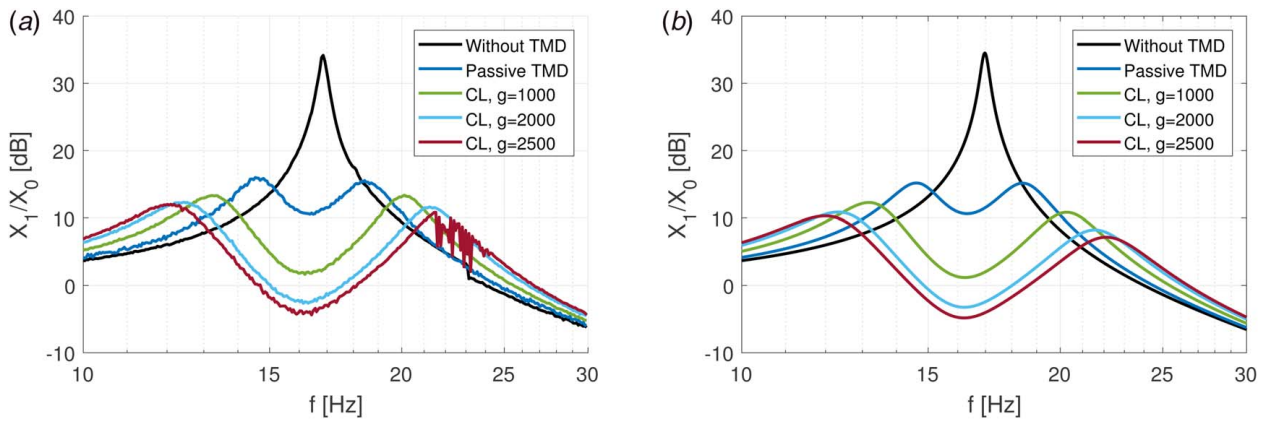 (a)
40
30
20
10
0
-10
X1/X0 [dB]
10
15
20
30
f [Hz]
Without TMD
Passive TMD
CL, g=1000
CL, g=2000
CL, g=2500
(b)
40
30
20
10
0
-10
X1/X0 [dB]
10
15
20
30
f [Hz]
Without TMD
Passive TMD
CL, g=1000
CL, g=2000
CL, g=2500